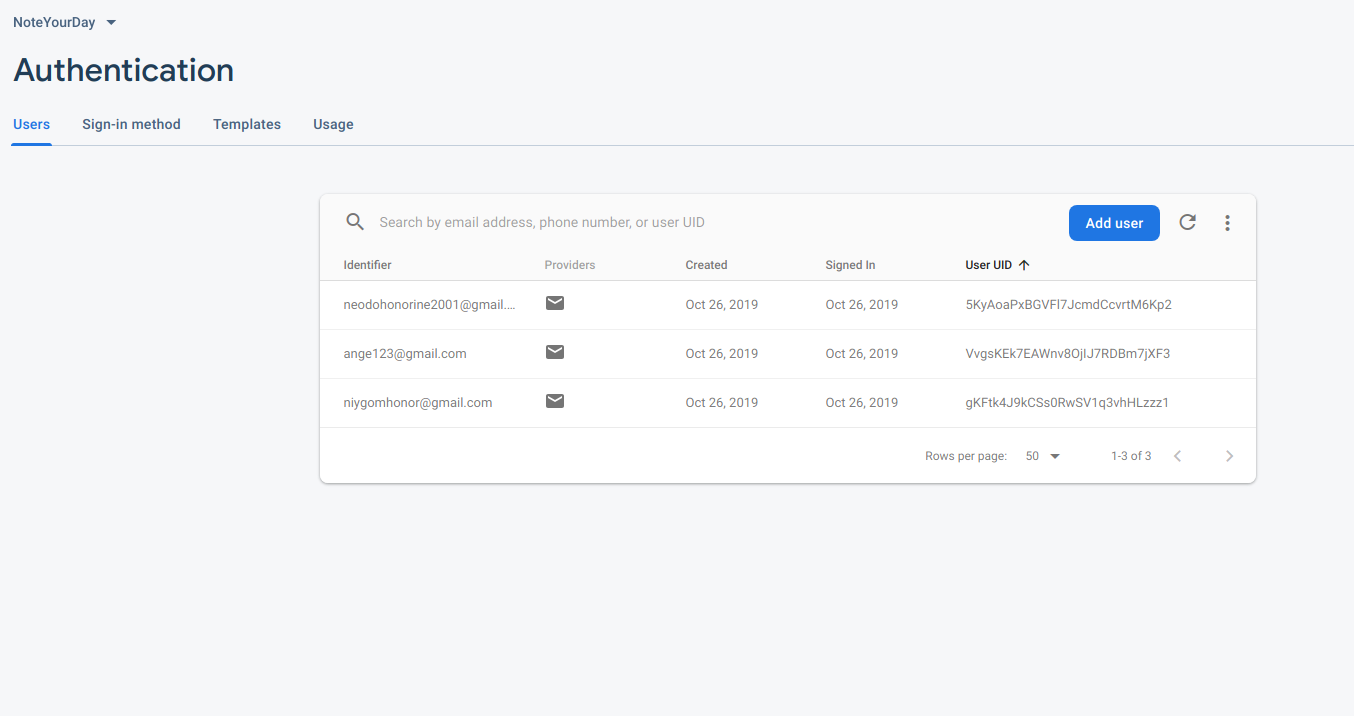 NoteYourDay
Authentication
Users Sign-in method Templates Usage
Search by email address, phone number, or user UID Add user
Identifier Providers Created Signed In User UID
neodohonorine2001@gmail.... Oct 26, 2019 Oct 26, 2019 5KyAoaPxBGVFl7JcmdCcvrtM6Kp2
ange123@gmail.com Oct 26, 2019 Oct 26, 2019 VvgsKEk7EAWnv8OjIJ7RDBm7jXF3
niygomhonor@gmail.com Oct 26, 2019 Oct 26, 2019 gKFtk4J9kCSs0RwSV1q3vhHLzzz1
Rows per page: 50 1-3 of 3